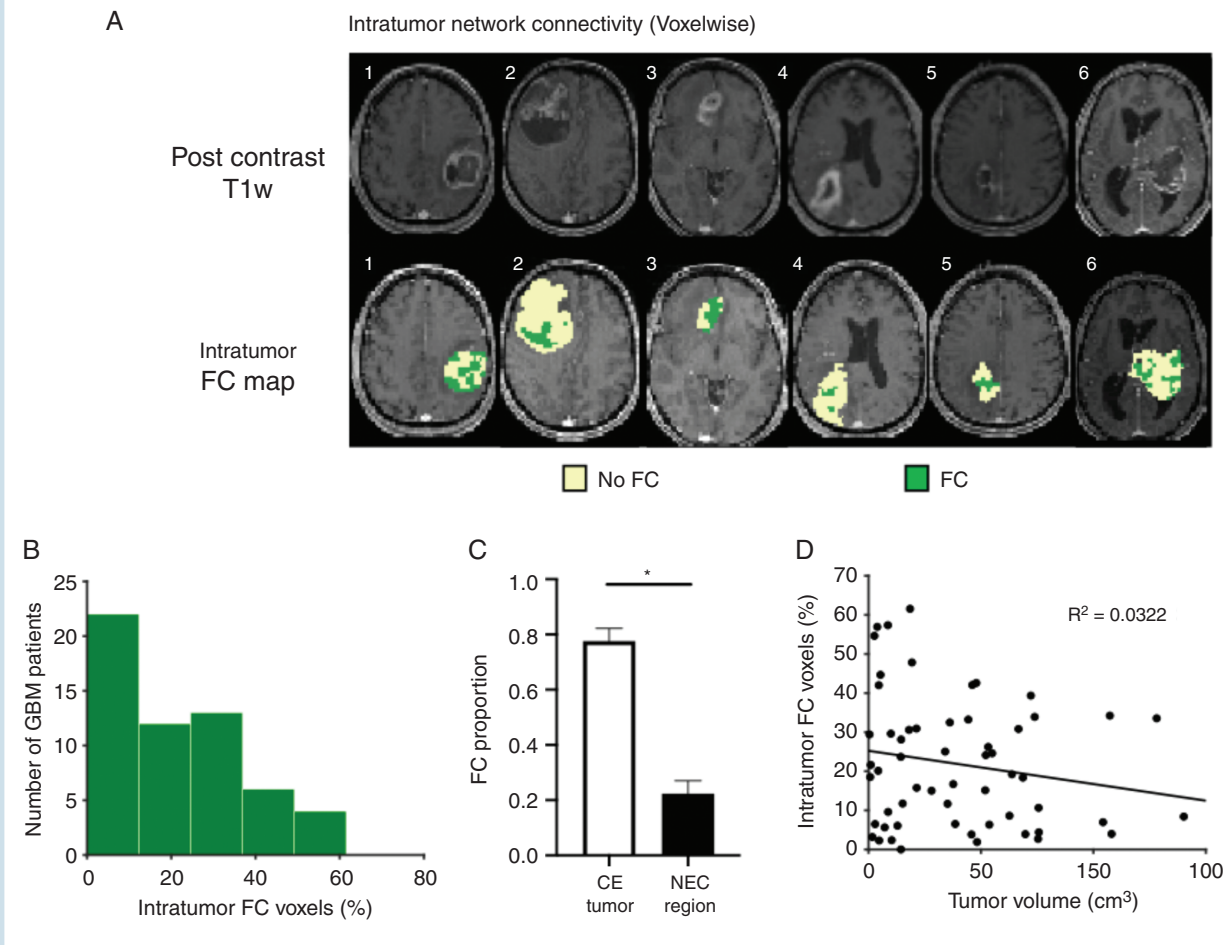 A
Intratumor network connectivity (Voxelwise)
Post contrast
T1w
1 2 3 4 5 6
Intratumor
FC map
1 2 3 4 5 6
No FC FC
B
Number of GBM patients
25
20
15
10
5
0
0 20 40 60 80
Intratumor FC voxels (%)
C
FC proportion
1.0
0.8
0.6
0.4
0.2
0.0
*
CE
tumor
NEC
region
D
Intratumor FC voxels (%)
70
60
50
40
30
20
10
0
R² = 0.0322
0 50 150 100
Tumor volume (cm³)